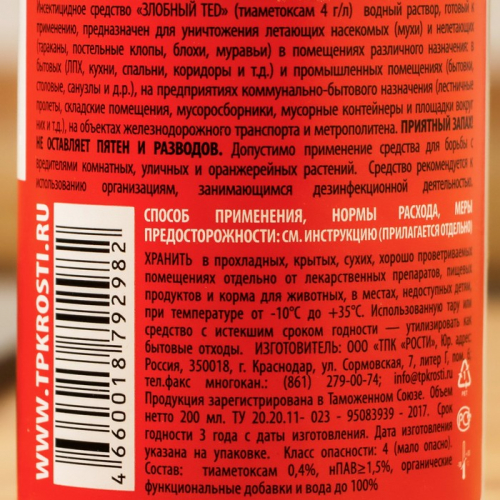 Инсектицидное средство «ЗЛОБНЫЙ TED» (тиаметоксам 4 г/л) водный раствор, готовый к
применению, предназначен для уничтожения летающих насекомых (мухи) и нелетающих
(тараканы, постельные клопы, блохи, муравьи) в помещениях различного назначения: в
бытовых (ЛПХ, кухни, спальни, коридоры и т.д.) и промышленных помещениях (бытовки,
столовые, санузлы и д.р.), на предприятиях коммунально-бытового назначения (лестничные
пролеты, складские помещения, мусоросборники, мусорные контейнеры и площадки вокруг
них и т.д.), на объектах железнодорожного транспорта и метрополитена. ПРИЯТНЫЙ ЗАПАХ!
НЕ ОСТАВЛЯЕТ ПЯТЕН И РАЗВОДОВ. Допустимо применение средства для борьбы с
вредителями комнатных, уличных и оранжерейных растений. Средство рекомендуется к
использованию организациям, занимающимся дезинфекционной деятельностью.
СПОСОБ ПРИМЕНЕНИЯ, НОРМЫ РАСХОДА, МЕРЫ
ПРЕДОСТОРОЖНОСТИ: СМ. ИНСТРУКЦИЮ (ПРИЛАГАЕТСЯ ОТДЕЛЬНО)
ХРАНИТЬ в прохладных, крытых, сухих, хорошо проветриваемых
помещениях отдельно от лекарственных препаратов, пищевых
продуктов и корма для животных, в местах, недоступных детям,
при температуре от -10°С до +35°С. Использованную тару или
средство с истекшим сроком годности — утилизировать как
бытовые отходы. ИЗГОТОВИТЕЛЬ: ООО «ТПК «РОСТИ», Юр. адрес:
Россия, 350018, г. Краснодар, ул. Сормовская, 7, литер Г, пом. 6,
тел.факс многокан.: (861) 279-00-74; info@tpkrosti.ru
Продукция зарегистрирована в Таможенном Союзе. Объем
нетто 200 мл. ТУ 20.20.11- 023 - 95083939 - 2017. Срок
годности 3 года с даты изготовления. Дата изготовления
указана на упаковке. Класс опасности: 4 (мало опасно).
Состав: тиаметоксам 0,4%, нПАВ≥1,5%, органические
функциональные добавки и вода до 100%
WWW.TPKROSTI.RU
4 660018 792982